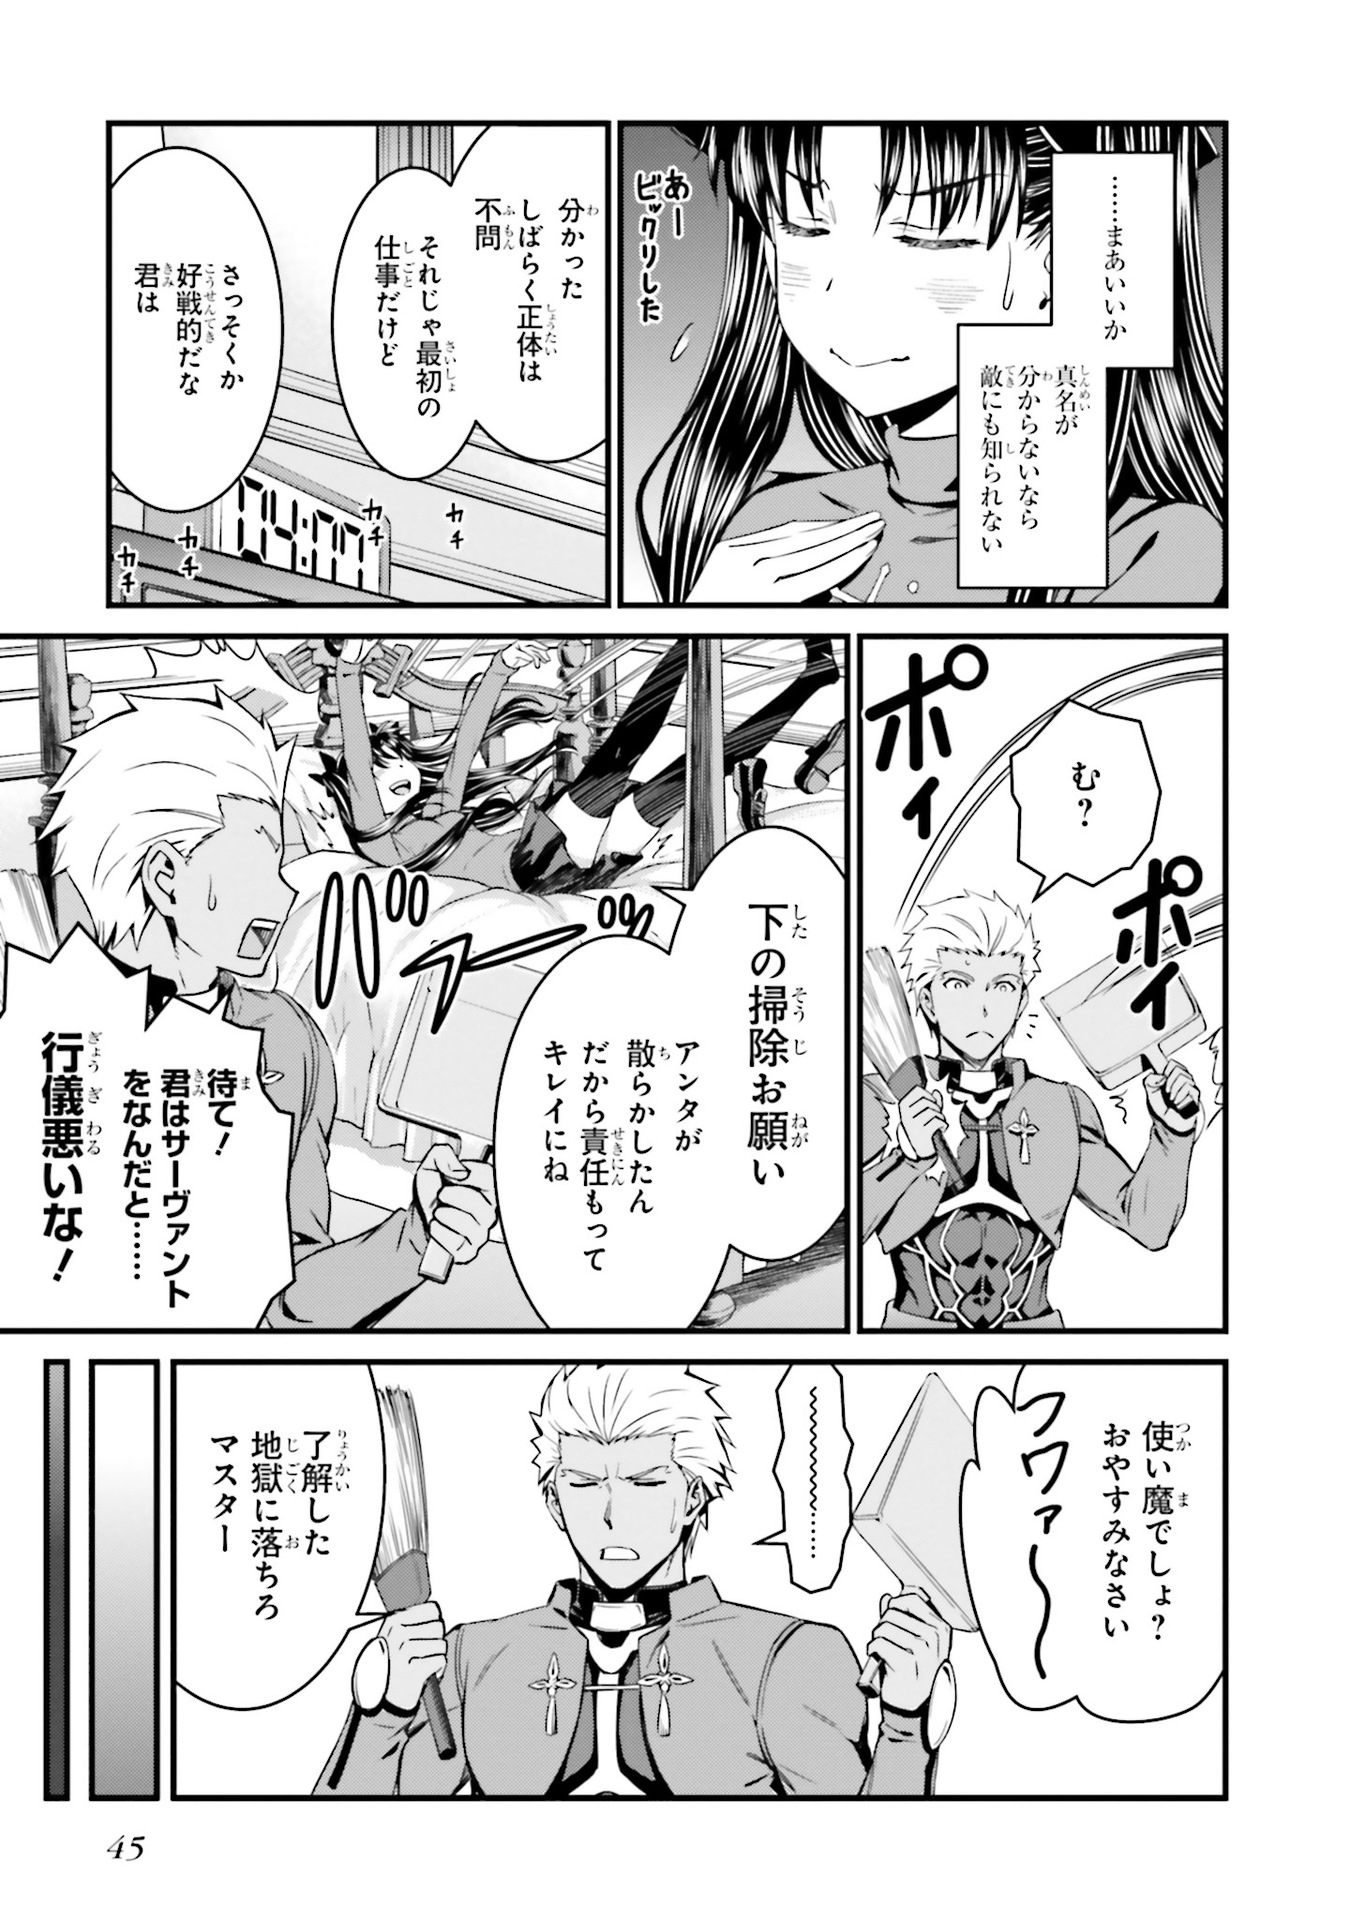 ……まあいいか
真名が
分からないなら
敵にも知られない
あー
ビックリした
分かった
しばらく正体は
不問
それじゃ最初の
仕事だけど
さっそくか
好戦的だな
君は
カチ
カチ
カチ
カチ
04:00
ポイ
ポイ
む?
下の掃除お願い
アンタが
散らかしたん
だから責任もって
キレイにね
待て!
君はサーヴァント
をなんだと……
行儀悪いな!
使い魔でしょ?
おやすみなさい
フワァ〜〜
…………
了解した
地獄に落ちろ
マスター
45